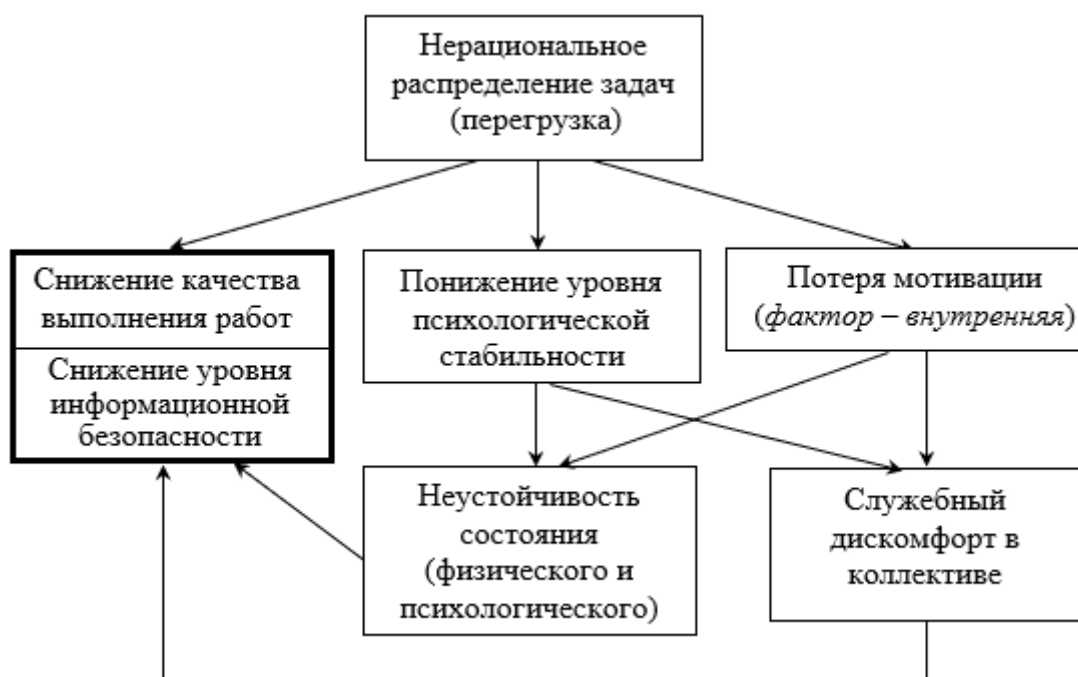 Нерациональное
распределение задач
(перегрузка)
Снижение качества
выполнения работ
Снижение уровня
информационной
безопасности
Понижение уровня
психологической
стабильности
Потеря мотивации
(фактор – внутренняя)
Неустойчивость
состояния
(физического и
психологического)
Служебный
дискомфорт в
коллективе